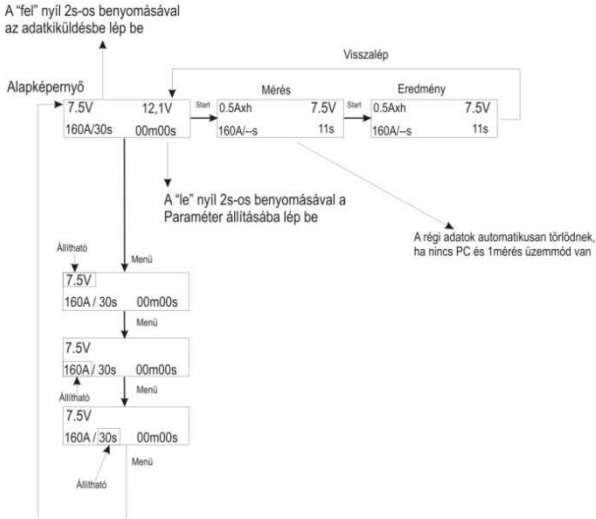 A “fel” nyíl 2s-os benyomásával
az adatkiküldésbe lép be
Visszalép
Alapképernyő
Mérés
Eredmény
7.5V 12,1V
160A/30s 00m00s
Start
0.5Axh 7.5V
160A/--s 11s
Start
0.5Axh 7.5V
160A/--s 11s
A “le” nyíl 2s-os benyomásával a
Paraméter állításába lép be
A régi adatok automatikusan törlödnek,
ha nincs PC és 1mérés üzemmód van
Állítható
Menü
7.5V
160A / 30s 00m00s
Menü
7.5V
160A / 30s 00m00s
Állítható
Menü
7.5V
160A / 30s 00m00s
Állítható
Menü